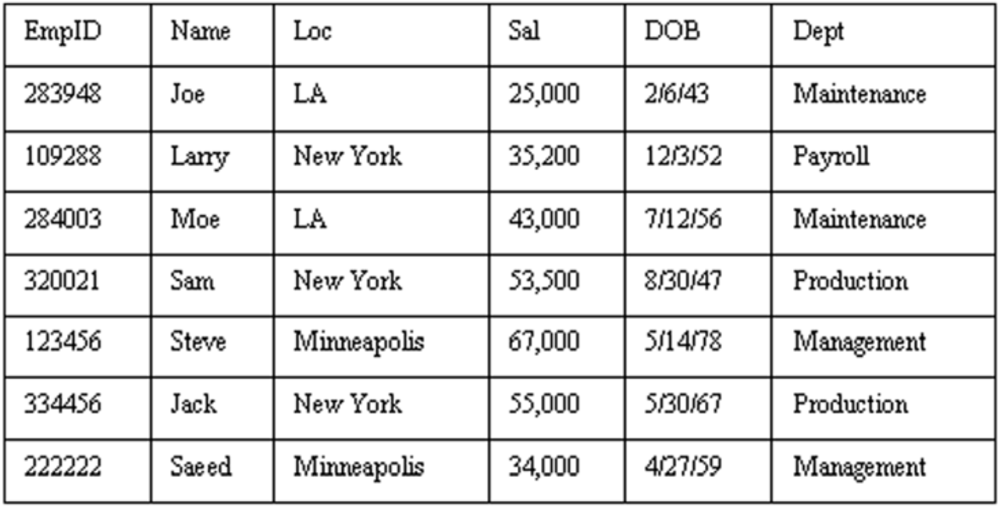 EmpID Name Loc Sal DOB Dept
283948 Joe LA 25,000 2/6/43 Maintenance
109288 Larry New York 35,200 12/3/52 Payroll
284003 Moe LA 43,000 7/12/56 Maintenance
320021 Sam New York 53,500 8/30/47 Production
123456 Steve Minneapolis 67,000 5/14/78 Management
334456 Jack New York 55,000 5/30/67 Production
222222 Saeed Minneapolis 34,000 4/27/59 Management